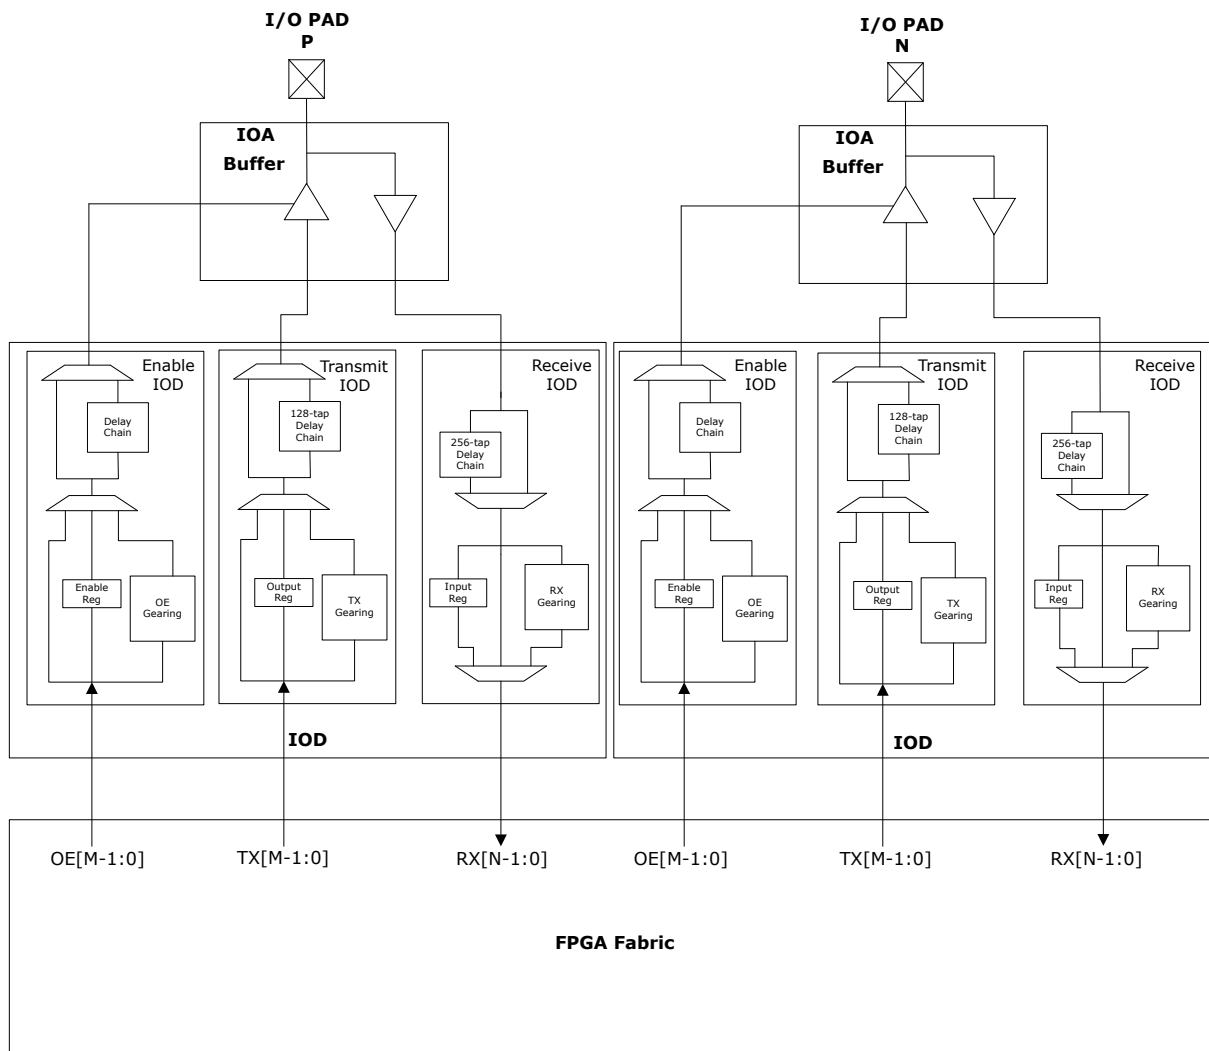 I/O PAD
P
I/O PAD
N
IOA
Buffer
IOA
Buffer
Enable
IOD
Transmit
IOD
Receive
IOD
Enable
IOD
Transmit
IOD
Receive
IOD
Delay
Chain
128-tap
Delay
Chain
256-tap
Delay
Chain
Delay
Chain
128-tap
Delay
Chain
256-tap
Delay
Chain
Enable
Reg
OE
Gearing
Output
Reg
TX
Gearing
Input
Reg
RX
Gearing
Enable
Reg
OE
Gearing
Output
Reg
TX
Gearing
Input
Reg
RX
Gearing
IOD
IOD
OE[M-1:0]
TX[M-1:0]
RX[N-1:0]
OE[M-1:0]
TX[M-1:0]
RX[N-1:0]
FPGA Fabric